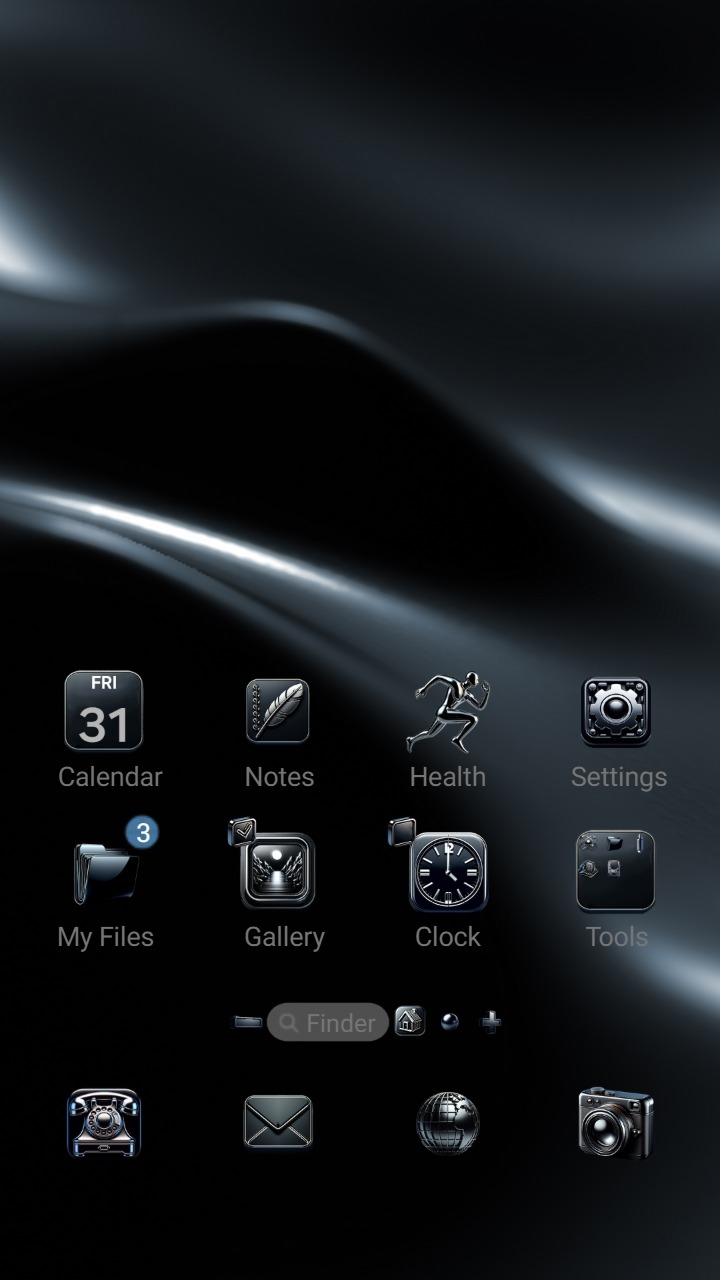 FRI
31
Calendar
Notes
Health
Settings
3
My Files
Gallery
Clock
Tools
Finder